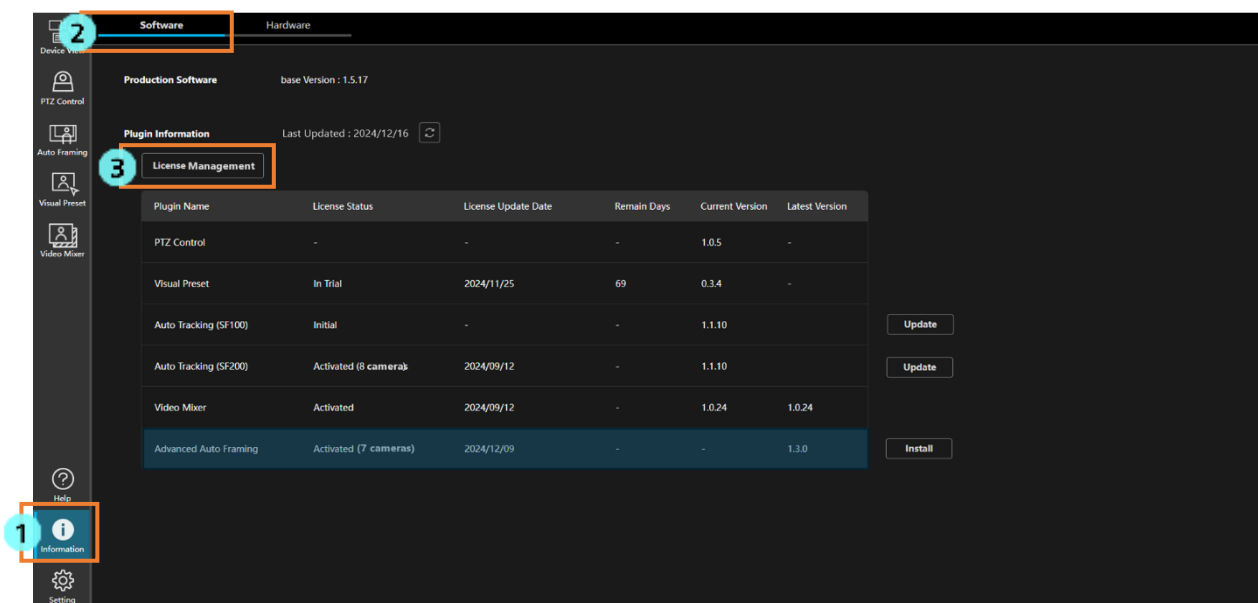 2
Software Hardware
Device View
Production Software base Version : 1.5.17
PTZ Control
Plugin Information Last Updated : 2024/12/16
Auto Framing
3 License Management
Visual Preset
Plugin Name License Status License Update Date Remain Days Current Version Latest Version
PTZ Control - - - 1.0.5 -
Video Mixer
Visual Preset In Trial 2024/11/25 69 0.3.4 -
Auto Tracking (SF100) Initial - - 1.1.10 Update
Auto Tracking (SF200) Activated (8 cameras) 2024/09/12 - 1.1.10 Update
Video Mixer Activated 2024/09/12 - 1.0.24 1.0.24
Advanced Auto Framing Activated (7 cameras) 2024/12/09 - - 1.3.0 Install
Help
1
Information
Setting